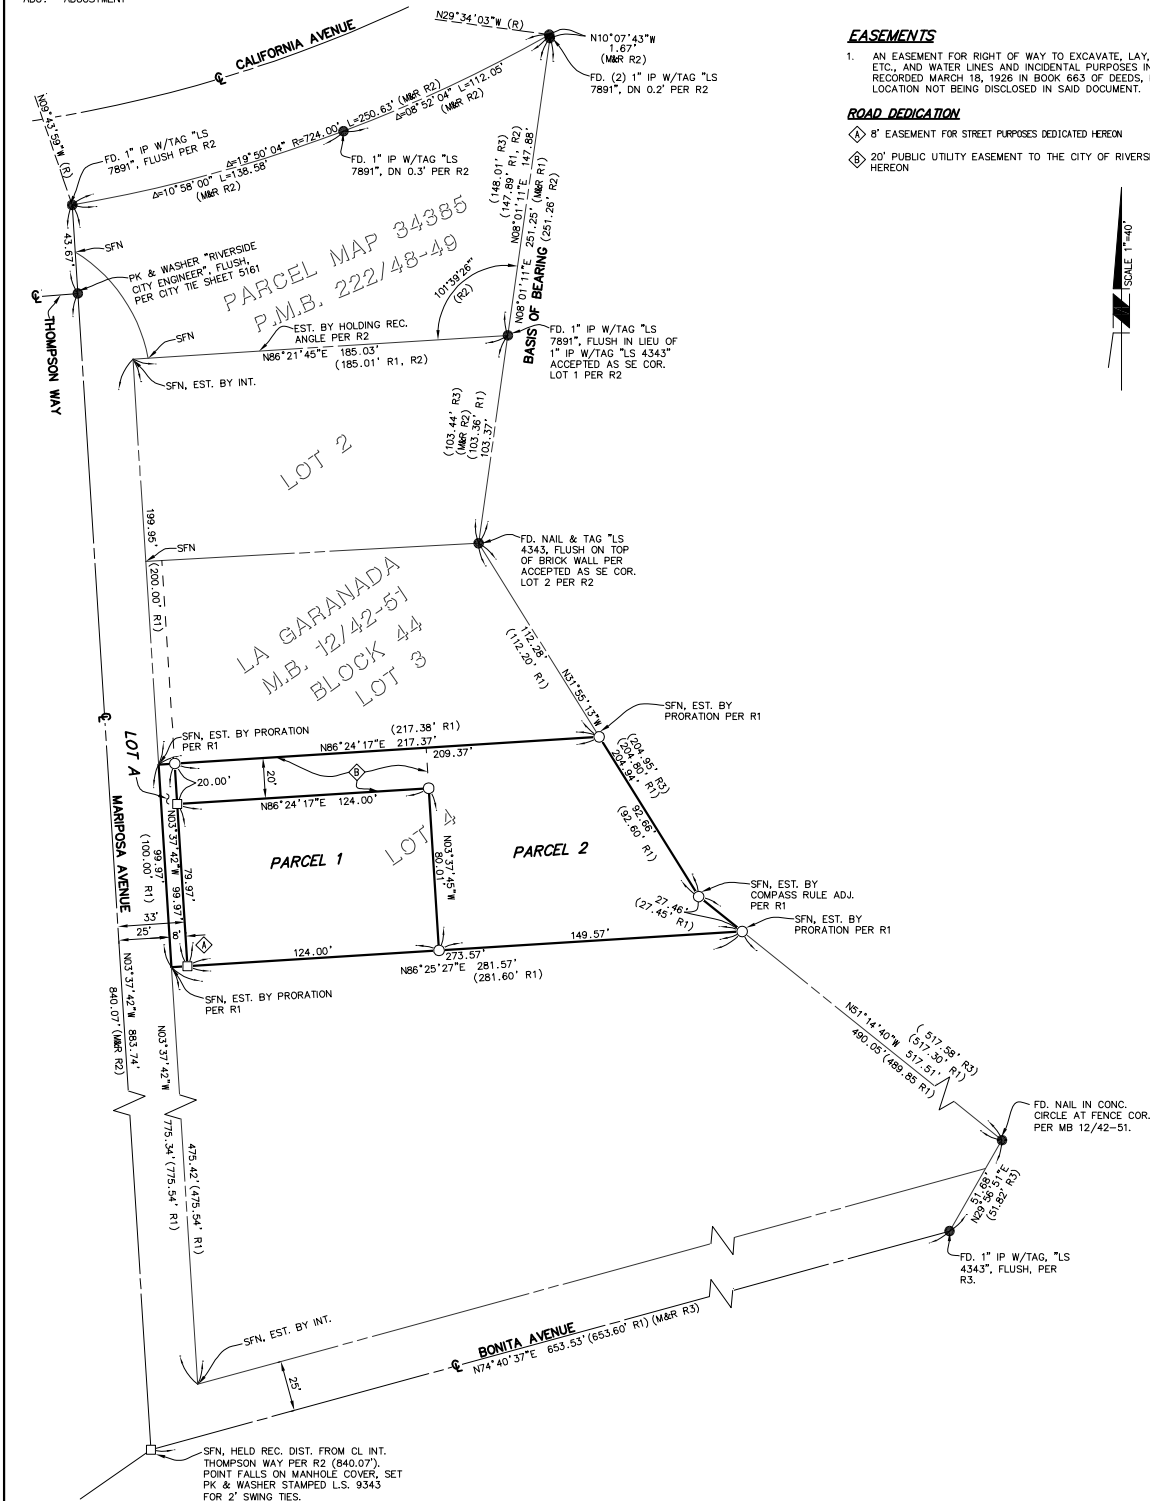 CALIFORNIA AVENUE
N29°34'03"W (R)
N10°07'43"W
1.67'
(M&R R2)
FD. (2) 1" IP W/TAG "LS
7891", DN 0.2' PER R2
N09°43'59"W (R)
FD. 1" IP W/TAG "LS
7891", FLUSH PER R2
Δ=19°50'04" R=724.00' L=250.63' (M&R R2)
Δ=08°52'04" L=112.05'
(M&R R2)
Δ=10°58'00" L=138.58'
(M&R R2)
FD. 1" IP W/TAG "LS
7891", DN 0.3' PER R2
EASEMENTS
1. AN EASEMENT FOR RIGHT OF WAY TO EXCAVATE, LAY,
ETC., AND WATER LINES AND INCIDENTAL PURPOSES IN
RECORDED MARCH 18, 1926 IN BOOK 663 OF DEEDS,
LOCATION NOT BEING DISCLOSED IN SAID DOCUMENT.
ROAD DEDICATION
A 8' EASEMENT FOR STREET PURPOSES DEDICATED HEREON
B 20' PUBLIC UTILITY EASEMENT TO THE CITY OF RIVERS
HEREON
SCALE 1"=40'
43.67'
SFN
PK & WASHER "RIVERSIDE
CITY ENGINEER", FLUSH,
PER CITY TIE SHEET 5161
PARCEL MAP 34385
P.M.B. 222/48-49
(148.01' R3)
(147.89' R1, R2)
N08°01'11"E 147.88'
N08°01'11"E 251.25' (M&R R1)
BASIS OF BEARING (251.26' R2)
101°39'26"
(R2)
THOMPSON WAY
SFN
EST. BY HOLDING REC.
ANGLE PER R2
N86°21'45"E 185.03'
(185.01' R1, R2)
FD. 1" IP W/TAG "LS
7891", FLUSH IN LIEU OF
1" IP W/TAG "LS 4343"
ACCEPTED AS SE COR.
LOT 1 PER R2
SFN, EST. BY INT.
(103.44' R3)
(M&R R2)
(103.36' R1)
103.37'
LOT 2
199.95'
(200.00' R1)
SFN
FD. NAIL & TAG "LS
4343, FLUSH ON TOP
OF BRICK WALL PER
ACCEPTED AS SE COR.
LOT 2 PER R2
LA GARANADA
M.B. 12/42-51
BLOCK 44
LOT 3
112.28'
(112.20' R1)
N31°55'13"W
SFN, EST. BY
PRORATION PER R1
SFN, EST. BY PRORATION
PER R1
(217.38' R1)
N86°24'17"E 217.37'
209.37'
LOT A
20.00'
20'
B
N86°24'17"E 124.00'
(204.95' R3)
(204.80' R1)
204.94'
92.66'
(92.60' R1)
MARIPOSA AVENUE
99.97'
(100.00' R1)
N03°37'42"W 99.97'
79.97'
PARCEL 1
LOT 4
N03°37'45"W
80.01'
PARCEL 2
SFN, EST. BY
COMPASS RULE ADJ.
PER R1
27.46'
(27.45' R1)
SFN, EST. BY
PRORATION PER R1
33'
25'
8'
A
124.00'
273.57'
149.57'
N86°25'27"E 281.57'
(281.60' R1)
SFN, EST. BY PRORATION
PER R1
N03°37'42"W 883.74'
840.07' (M&R R2)
N03°37'42"W
775.34' (775.54' R1)
475.42' (475.54' R1)
N51°14'40"W
( 517.58' R3)
(517.30' R1)
517.51'
490.05' (489.85 R1)
FD. NAIL IN CONC.
CIRCLE AT FENCE COR.
PER MB 12/42-51.
51.68'
N29°56'51"E
(51.82' R3)
FD. 1" IP W/TAG, "LS
4343", FLUSH, PER
R3.
SFN, EST. BY INT.
25'
BONITA AVENUE
N74°40'37"E 653.53' (653.60' R1) (M&R R3)
SFN, HELD REC. DIST. FROM CL INT.
THOMPSON WAY PER R2 (840.07').
POINT FALLS ON MANHOLE COVER, SET
PK & WASHER STAMPED L.S. 9343
FOR 2' SWING TIES.